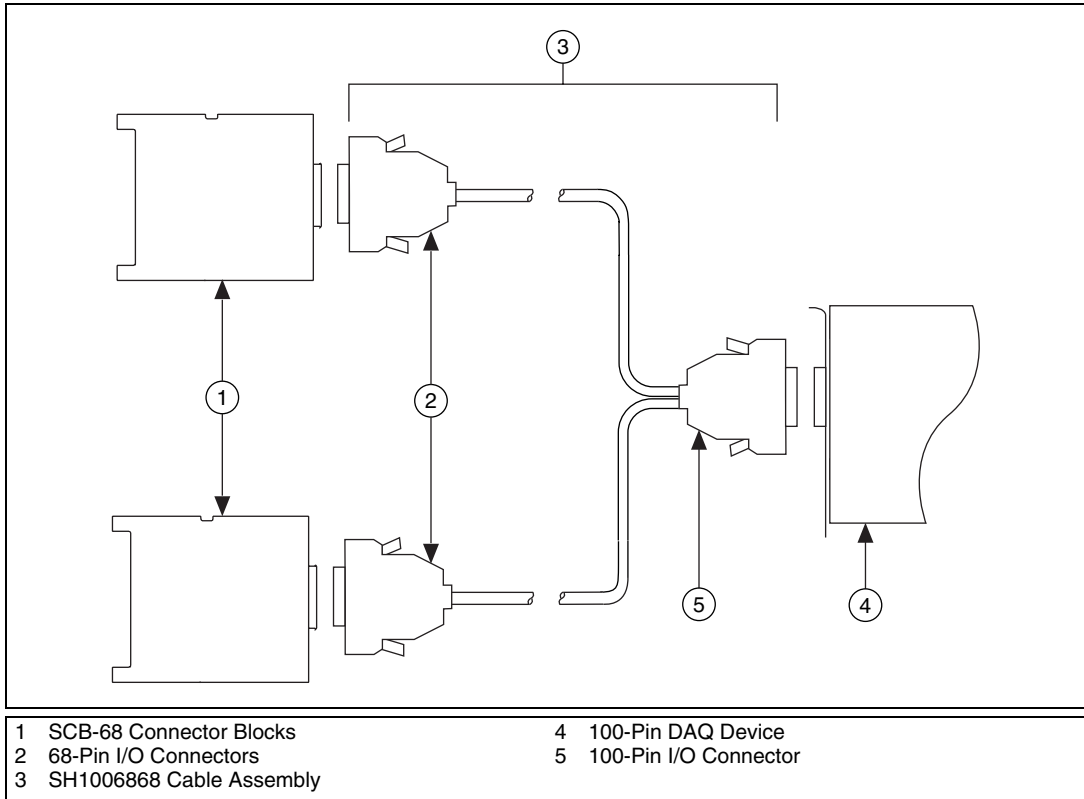 3
1
2
5
4
1 SCB-68 Connector Blocks
2 68-Pin I/O Connectors
3 SH1006868 Cable Assembly
4 100-Pin DAQ Device
5 100-Pin I/O Connector